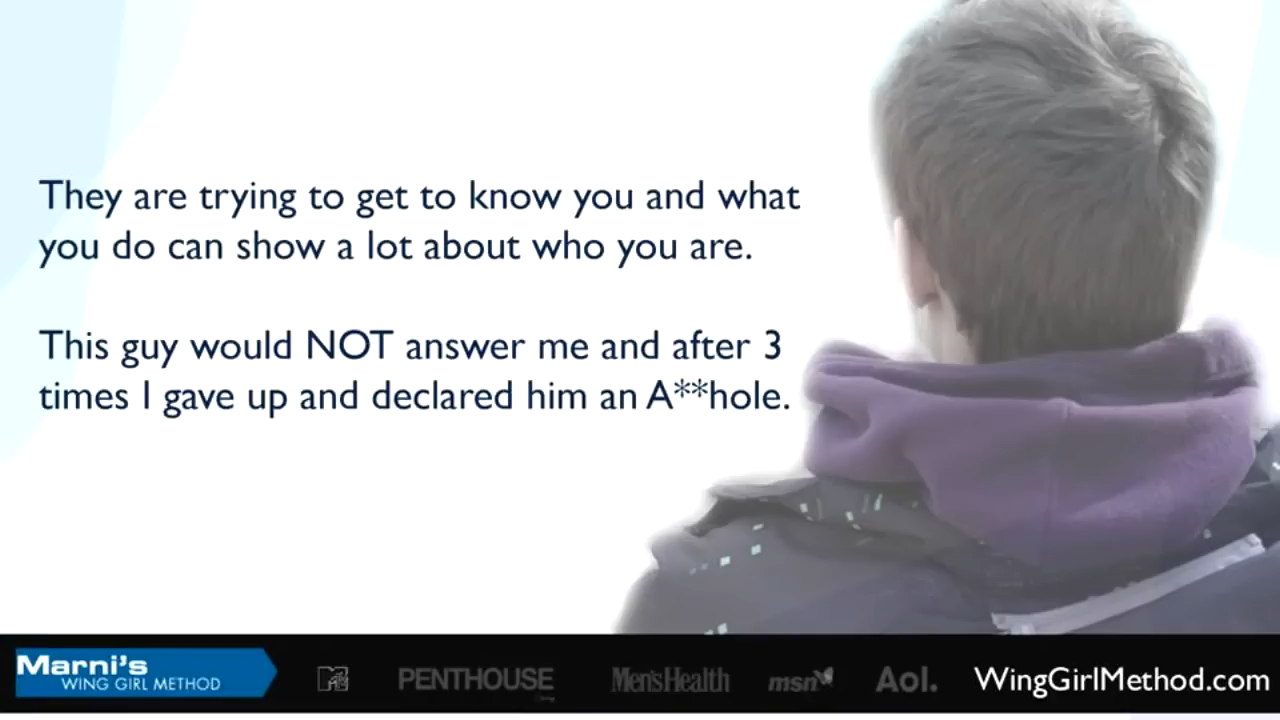 They are trying to get to know you and what
you do can show a lot about who you are.
This guy would NOT answer me and after 3
times I gave up and declared him an A**hole.
Marni's
WING GIRL METHOD
MTV
PENTHOUSE
Men'sHealth
msn
Aol.
WingGirlMethod.com